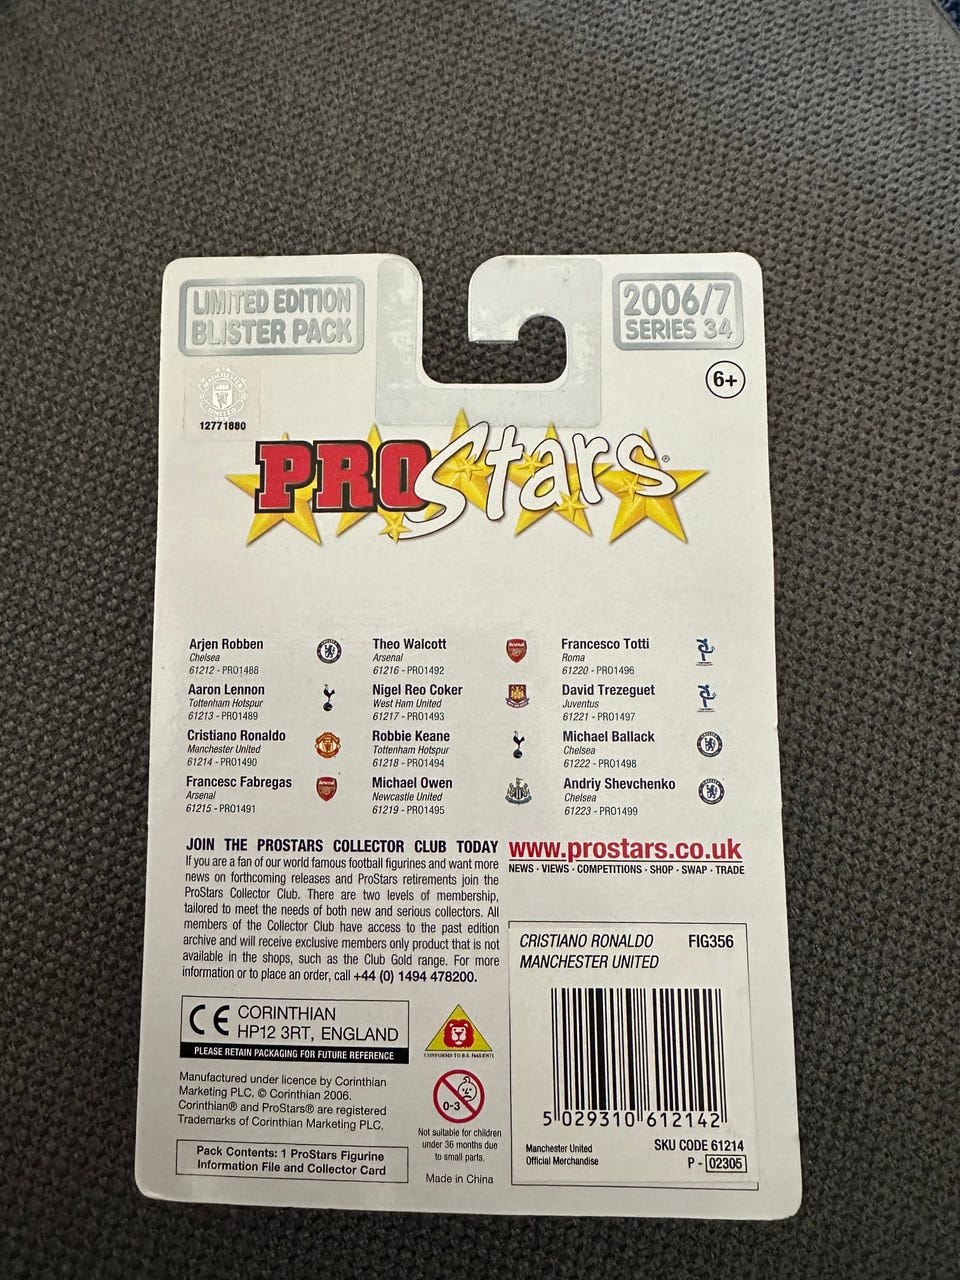 LIMITED EDITION
BLISTER PACK
2006/7
SERIES 34
6+
MANCHESTER
UNITED
12771880
PROStars®
Arjen Robben
Chelsea
61212 - PRO1488
Aaron Lennon
Tottenham Hotspur
61213 - PRO1489
Cristiano Ronaldo
Manchester United
61214 - PRO1490
Francesc Fabregas
Arsenal
61215 - PRO1491
Theo Walcott
Arsenal
61216 - PRO1492
Nigel Reo Coker
West Ham United
61217 - PRO1493
Robbie Keane
Tottenham Hotspur
61218 - PRO1494
Michael Owen
Newcastle United
61219 - PRO1495
Francesco Totti
Roma
61220 - PRO1496
David Trezeguet
Juventus
61221 - PRO1497
Michael Ballack
Chelsea
61222 - PRO1498
Andriy Shevchenko
Chelsea
61223 - PRO1499
JOIN THE PROSTARS COLLECTOR CLUB TODAY
If you are a fan of our world famous football figurines and want more
news on forthcoming releases and ProStars retirements join the
ProStars Collector Club. There are two levels of membership,
tailored to meet the needs of both new and serious collectors. All
members of the Collector Club have access to the past edition
archive and will receive exclusive members only product that is not
available in the shops, such as the Club Gold range. For more
information or to place an order, call +44 (0) 1494 478200.
www.prostars.co.uk
NEWS · VIEWS · COMPETITIONS · SHOP · SWAP · TRADE
CRISTIANO RONALDO FIG356
MANCHESTER UNITED
5 029310 612142
Manchester United
Official Merchandise
SKU CODE 61214
P - 02305
CE CORINTHIAN
HP12 3RT, ENGLAND
PLEASE RETAIN PACKAGING FOR FUTURE REFERENCE
Manufactured under licence by Corinthian
Marketing PLC, © Corinthian 2006.
Corinthian® and ProStars® are registered
Trademarks of Corinthian Marketing PLC.
Pack Contents: 1 ProStars Figurine
Information File and Collector Card
CONFORMS TO B.S.
0-3
Not suitable for children
under 36 months due
to small parts.
Made in China